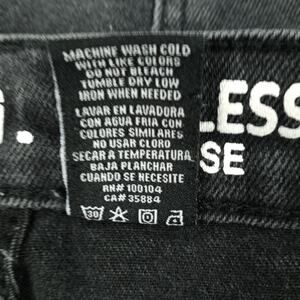 MACHINE WASH COLD
WITH LIKE COLORS
DO NOT BLEACH
TUMBLE DRY LOW
IRON WHEN NEEDED
LAVAR EN LAVADORA
CON AGUA FRIA CON
COLORES SIMILARES
NO USAR CLORO
SECAR A TEMPERATURA
BAJA PLANCHAR
CUANDO SE NECESITE
RN# 100104
CA# 35884
30
LESS
SE